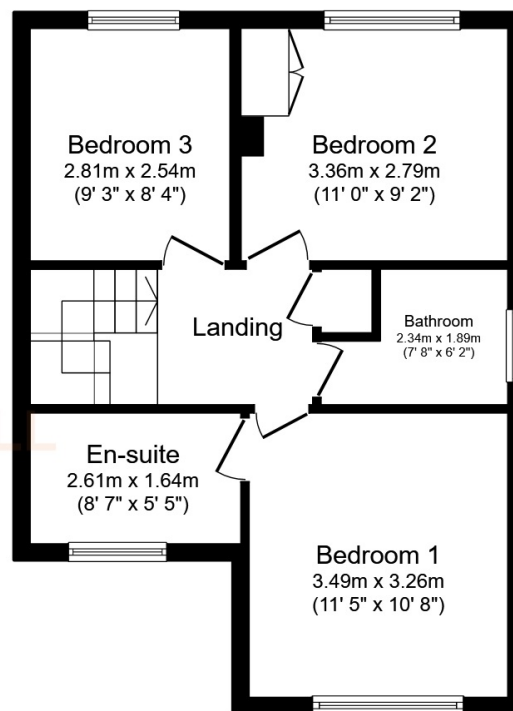 Bedroom 3
2.81m x 2.54m
(9' 3" x 8' 4")
Bedroom 2
3.36m x 2.79m
(11' 0" x 9' 2")
Landing
Bathroom
2.34m x 1.89m
(7' 8" x 6' 2")
En-suite
2.61m x 1.64m
(8' 7" x 5' 5")
Bedroom 1
3.49m x 3.26m
(11' 5" x 10' 8")